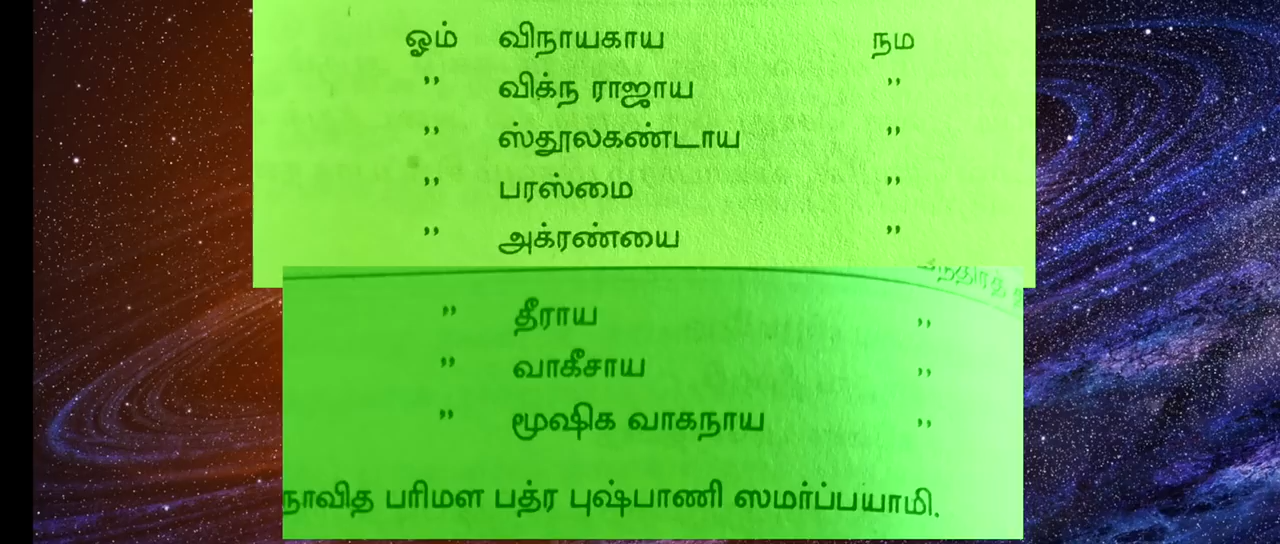 ஓம் விநாயகாய நம
” விக்ந ராஜாய ”
” ஸ்தூலகண்டாய ”
” பரஸ்மை ”
” அக்ரண்யை ”
” தீராய ”
” வாகீசாய ”
” மூஷிக வாகநாய ”
நாவித பரிமள பத்ர புஷ்பாணி ஸமர்ப்பயாமி.